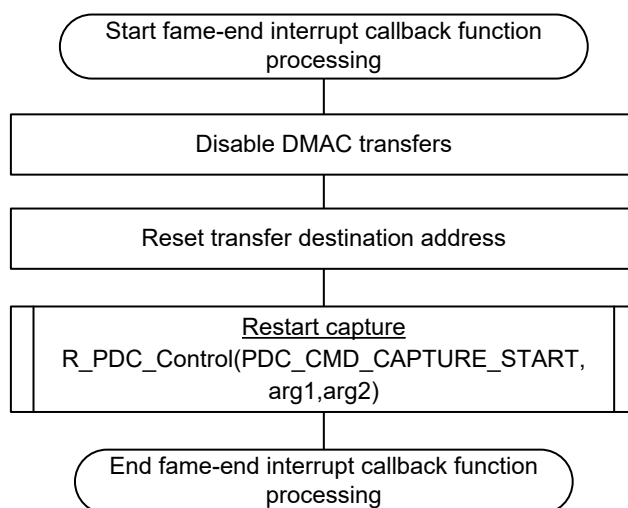 Start fame-end interrupt callback function
processing
Disable DMAC transfers
Reset transfer destination address
Restart capture
R_PDC_Control(PDC_CMD_CAPTURE_START,
arg1,arg2)
End fame-end interrupt callback function
processing